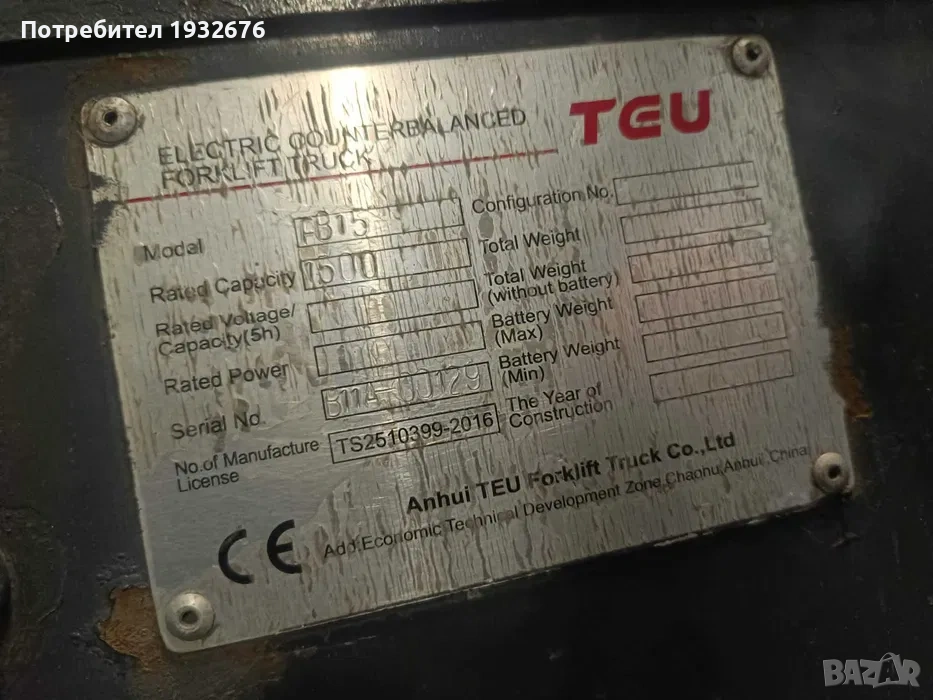 Потребител 1932676
ELECTRIC COUNTERBALANCED
FORKLIFT TRUCK
TEU
Model FB15
Rated Capacity 1500
Rated Voltage/
Capacity(5h)
Rated Power
Serial No. B11A-00129
No.of Manufacture
License TS2510399-2016
Configuration No.
Total Weight
Total Weight
(without battery)
Battery Weight
(Max)
Battery Weight
(Min)
The Year of
Construction
Anhui TEU Forklift Truck Co.,Ltd
Add:Economic Technical Development Zone,Chaohu,Anhui,China
CE
BAZAR